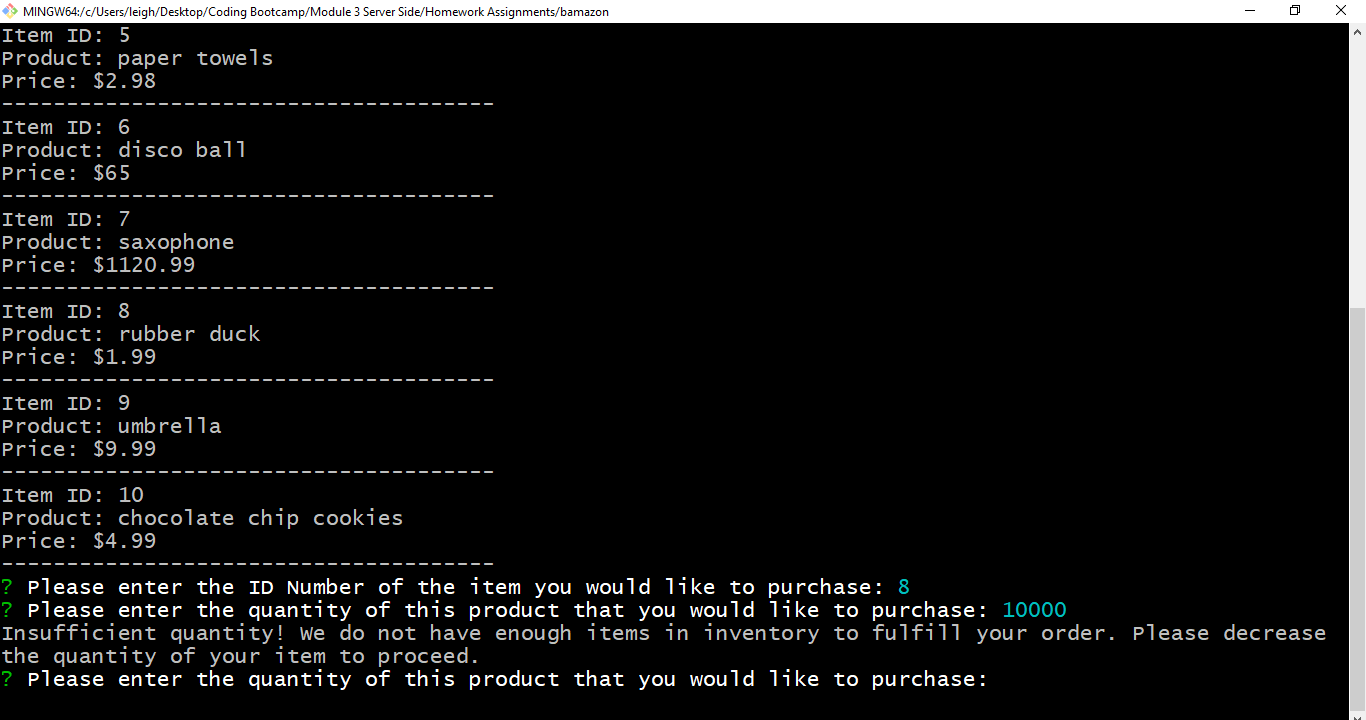 MINGW64:/c/Users/leigh/Desktop/Coding Bootcamp/Module 3 Server Side/Homework Assignments/bamazon
Item ID: 5
Product: paper towels
Price: $2.98
--------------------------------------
Item ID: 6
Product: disco ball
Price: $65
--------------------------------------
Item ID: 7
Product: saxophone
Price: $1120.99
--------------------------------------
Item ID: 8
Product: rubber duck
Price: $1.99
--------------------------------------
Item ID: 9
Product: umbrella
Price: $9.99
--------------------------------------
Item ID: 10
Product: chocolate chip cookies
Price: $4.99
--------------------------------------
? Please enter the ID Number of the item you would like to purchase: 8
? Please enter the quantity of this product that you would like to purchase: 10000
Insufficient quantity! We do not have enough items in inventory to fulfill your order. Please decrease
the quantity of your item to proceed.
? Please enter the quantity of this product that you would like to purchase: